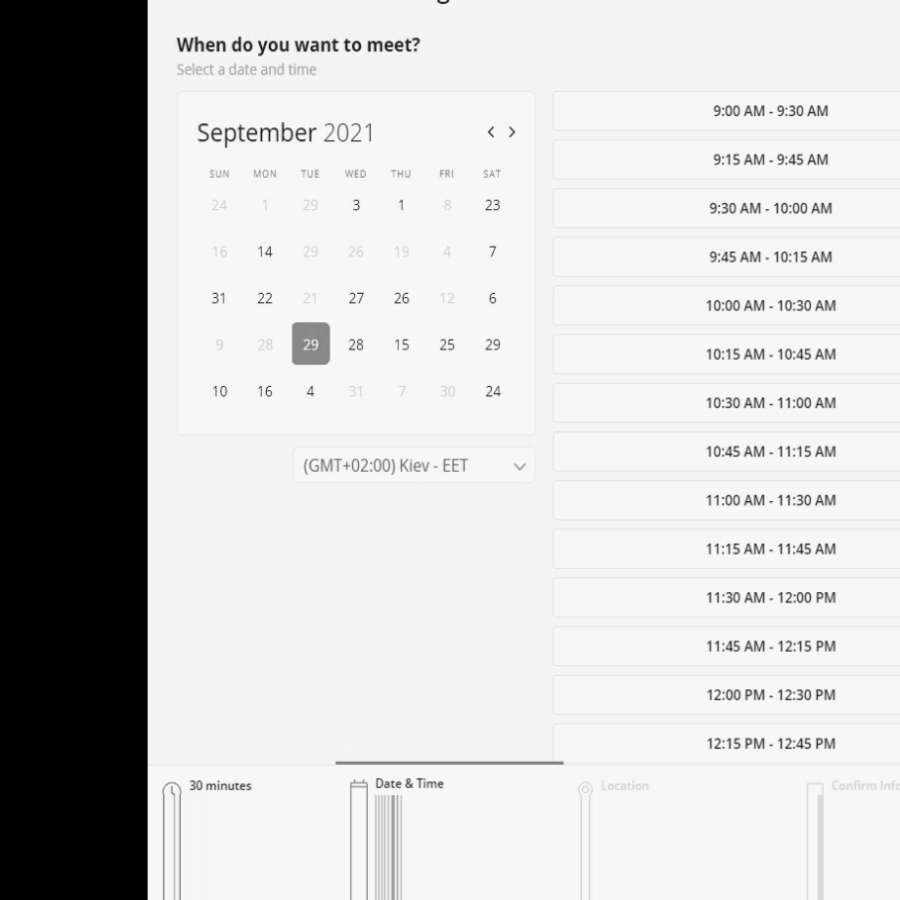 When do you want to meet?
Select a date and time
September 2021
SUN MON TUE WED THU FRI SAT
24 1 29 3 1 8 23
16 14 29 26 19 4 7
31 22 21 27 26 12 6
9 28 29 28 15 25 29
10 16 4 31 7 30 24
(GMT+02:00) Kiev - EET
9:00 AM - 9:30 AM
9:15 AM - 9:45 AM
9:30 AM - 10:00 AM
9:45 AM - 10:15 AM
10:00 AM - 10:30 AM
10:15 AM - 10:45 AM
10:30 AM - 11:00 AM
10:45 AM - 11:15 AM
11:00 AM - 11:30 AM
11:15 AM - 11:45 AM
11:30 AM - 12:00 PM
11:45 AM - 12:15 PM
12:00 PM - 12:30 PM
12:15 PM - 12:45 PM
30 minutes
Date & Time
Location
Confirm Info